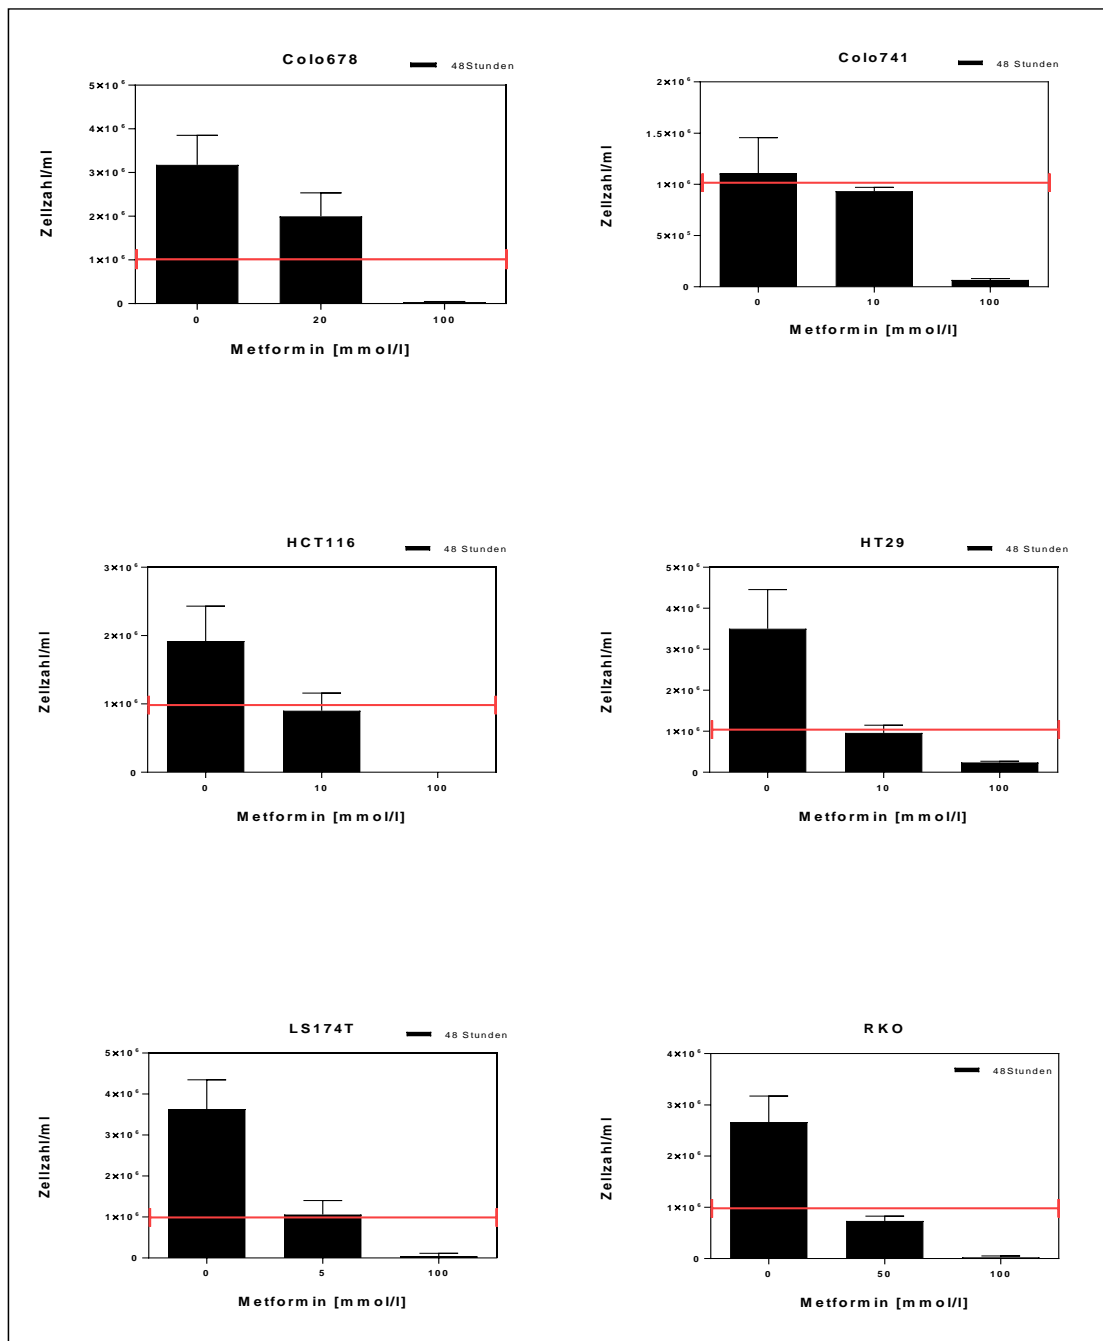 Colo678
48Stunden
Zellzahl/ml
5×10⁶
4×10⁶
3×10⁶
2×10⁶
1×10⁶
0
0 20 100
Metformin [mmol/l]
Colo741
48 Stunden
Zellzahl/ml
2×10⁶
1.5×10⁶
1×10⁶
5×10⁵
0
0 10 100
Metformin [mmol/l]
HCT116
48 Stunden
Zellzahl/ml
3×10⁶
2×10⁶
1×10⁶
0
0 10 100
Metformin [mmol/l]
HT29
48 Stunden
Zellzahl/ml
5×10⁶
4×10⁶
3×10⁶
2×10⁶
1×10⁶
0
0 10 100
Metformin [mmol/l]
LS174T
48 Stunden
Zellzahl/ml
5×10⁶
4×10⁶
3×10⁶
2×10⁶
1×10⁶
0
0 5 100
Metformin [mmol/l]
RKO
48Stunden
Zellzahl/ml
4×10⁶
3×10⁶
2×10⁶
1×10⁶
0
0 50 100
Metformin [mmol/l]